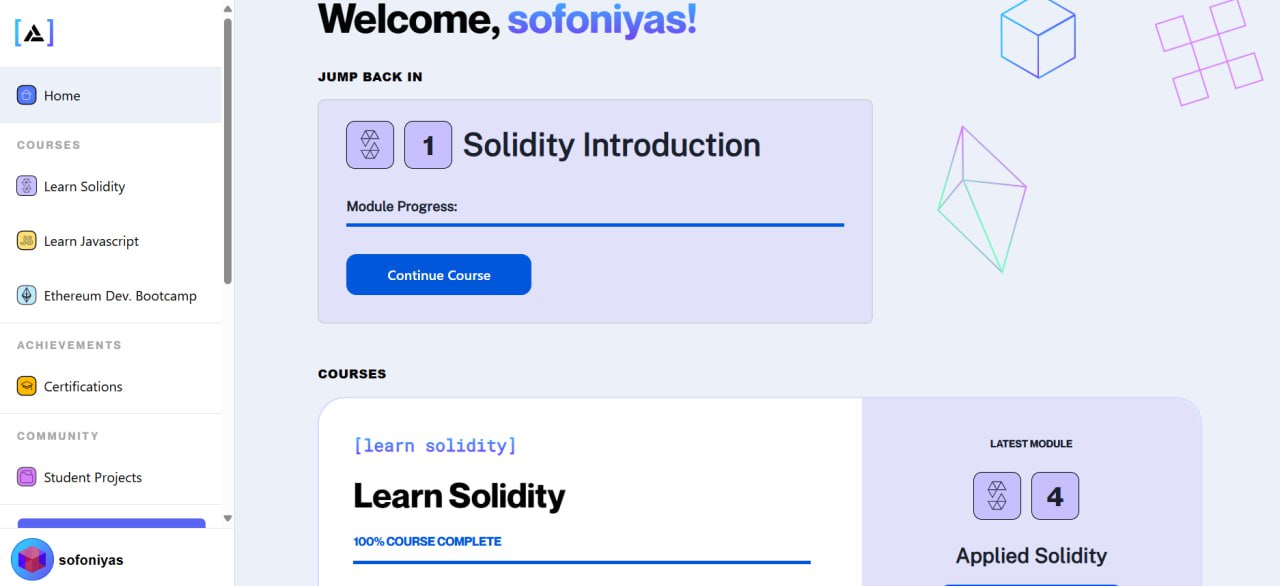 Home
COURSES
Learn Solidity
JS
Learn Javascript
Ethereum Dev. Bootcamp
ACHIEVEMENTS
Certifications
COMMUNITY
Student Projects
sofoniyas
Welcome, sofoniyas!
JUMP BACK IN
1 Solidity Introduction
Module Progress:
Continue Course
COURSES
[learn solidity]
Learn Solidity
100% COURSE COMPLETE
LATEST MODULE
4
Applied Solidity